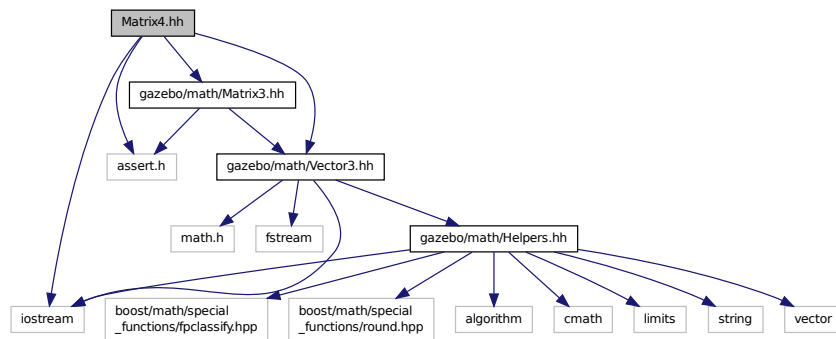 Matrix4.hh
gazebo/math/Matrix3.hh
assert.h
gazebo/math/Vector3.hh
math.h
fstream
gazebo/math/Helpers.hh
iostream
boost/math/special
_functions/fpclassify.hpp
boost/math/special
_functions/round.hpp
algorithm
cmath
limits
string
vector